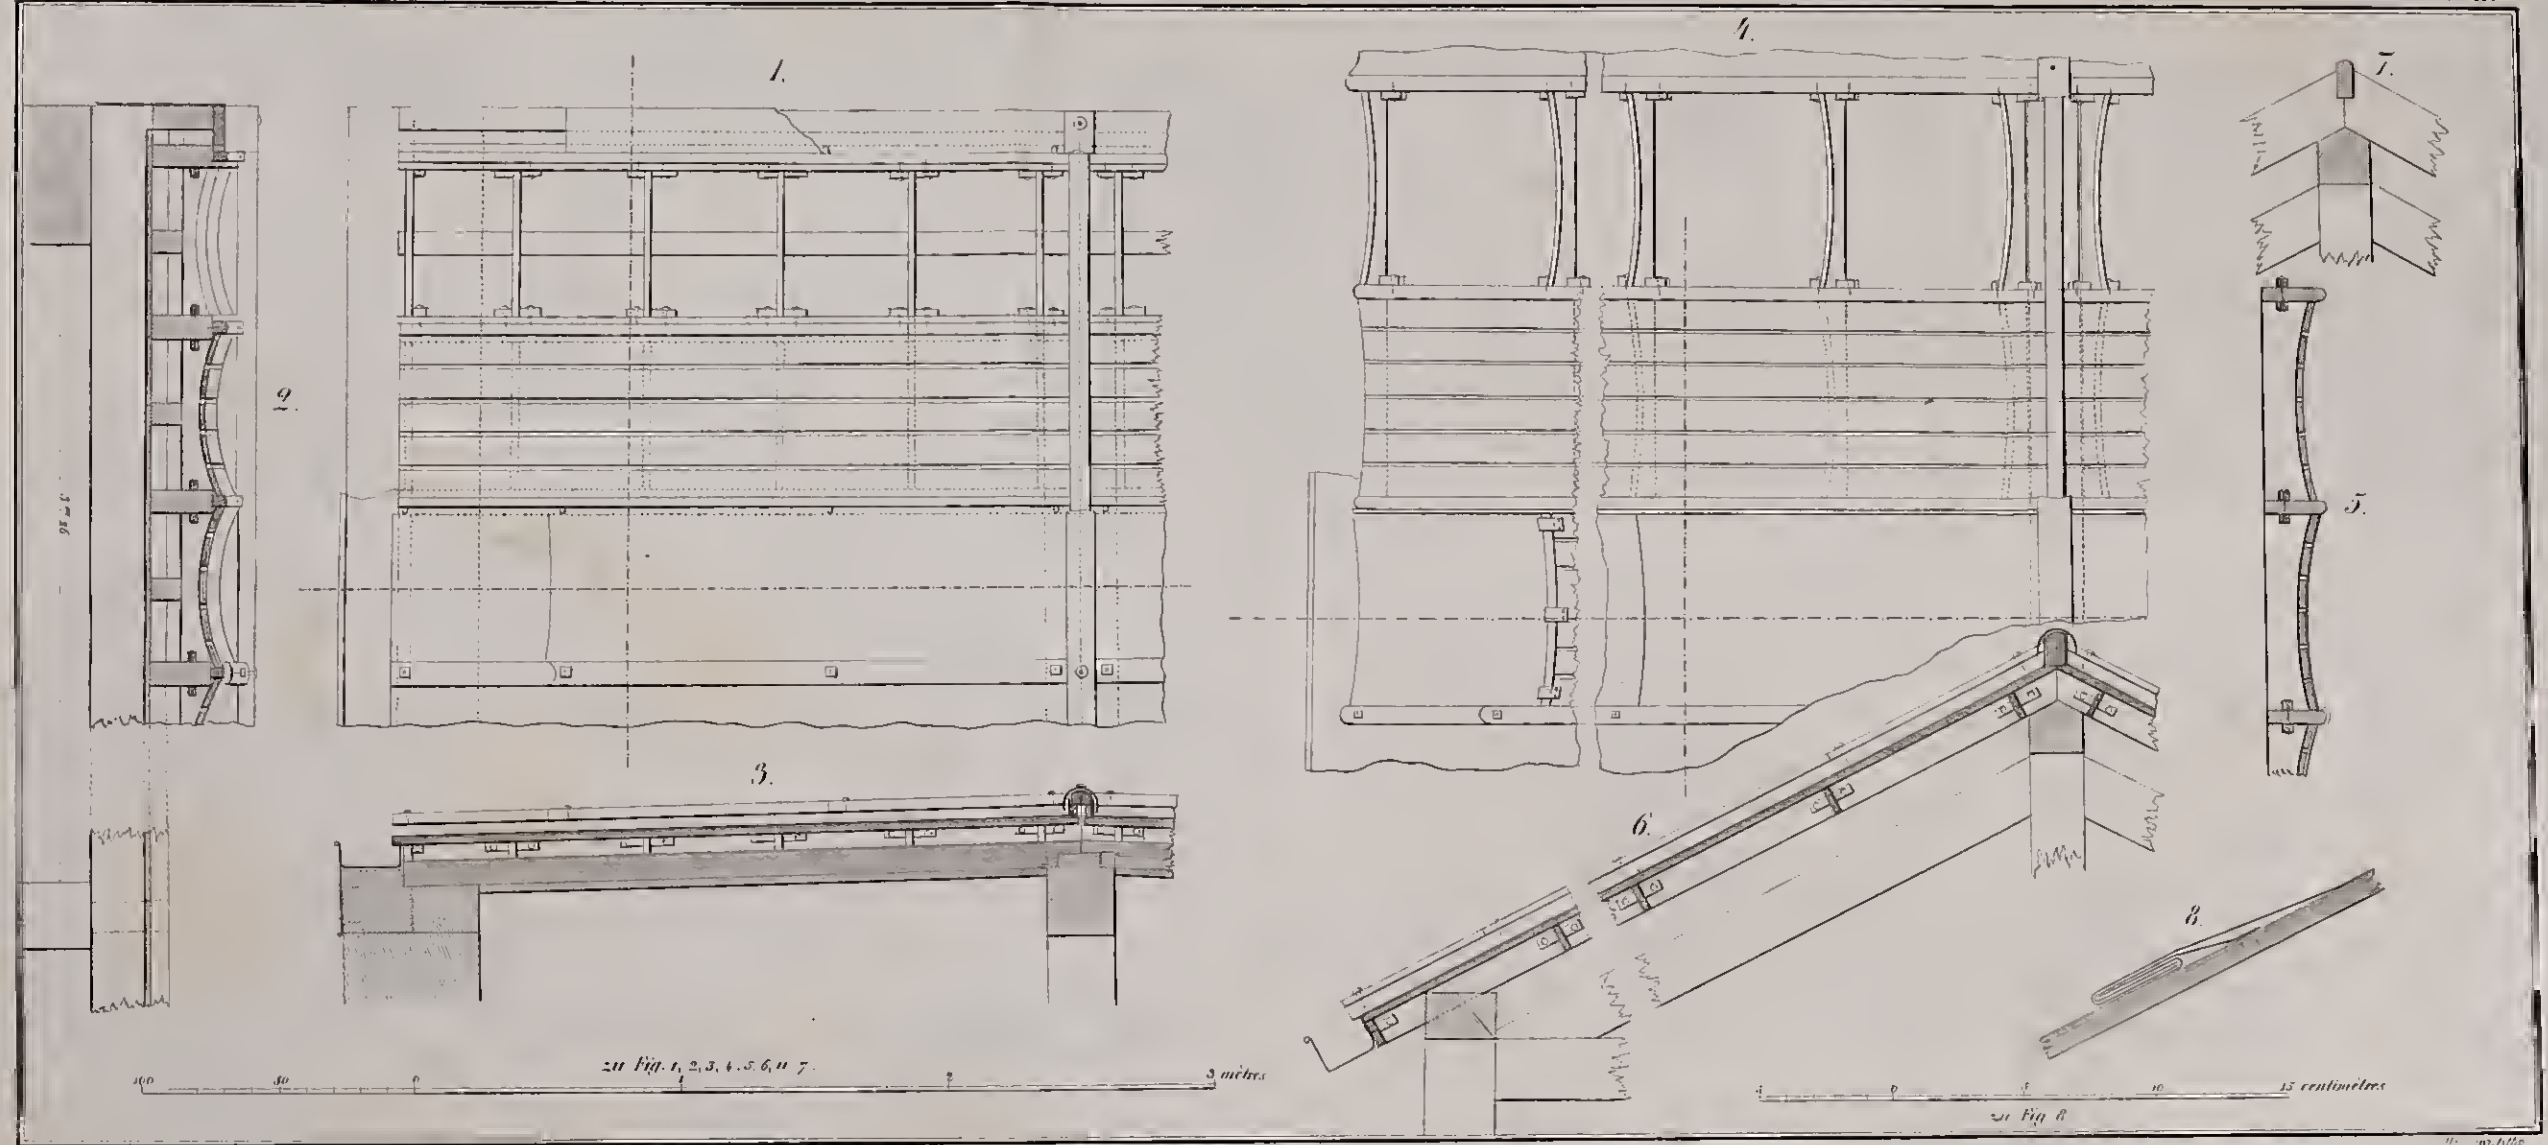 1.
4.
7.
2.
5.
3.
6.
8.
zu Fig. 1, 2, 3, 4, 5, 6, u 7.
100 50 0 1 2 3 mètres
0 5 10 15 centimètres
zu Fig 8